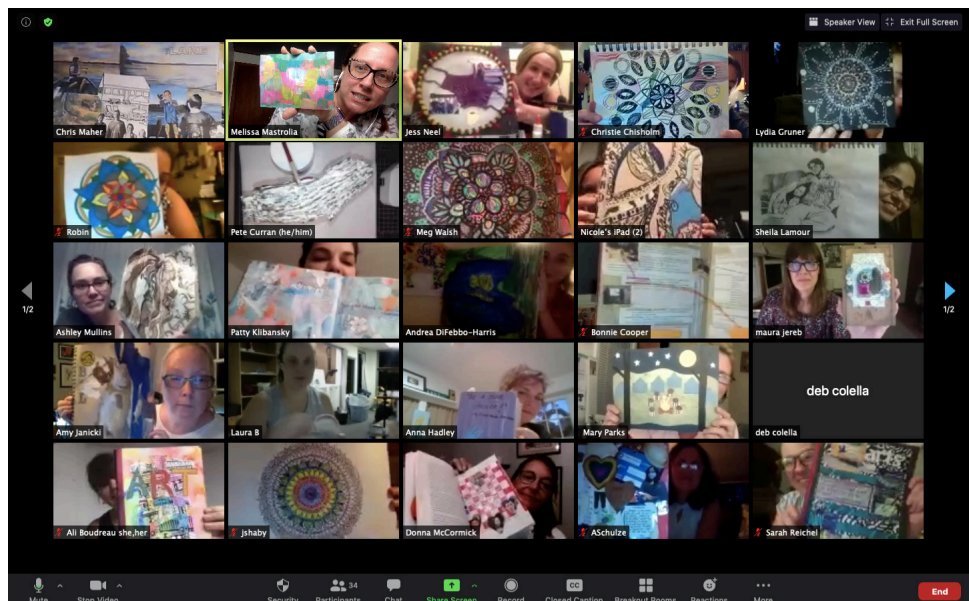 Speaker View
Exit Full Screen
Chris Maher
Melissa Mastrolia
Jess Neel
Christie Chisholm
Lydia Gruner
Robin
Pete Curran (he/him)
Meg Walsh
Nicole's iPad (2)
Sheila Lamour
1/2
1/2
Ashley Mullins
Patty Klibansky
Andrea DiFebbo-Harris
Bonnie Cooper
maura jereb
Amy Janicki
Laura B
Anna Hadley
Mary Parks
deb colella
deb colella
Ali Boudreau she,her
jshaby
Donna McCormick
ASchulze
Sarah Reichel
34
Mute
Stop Video
Security
Participants
Chat
Share Screen
Record
CC
Closed Caption
Breakout Rooms
Reactions
More
End